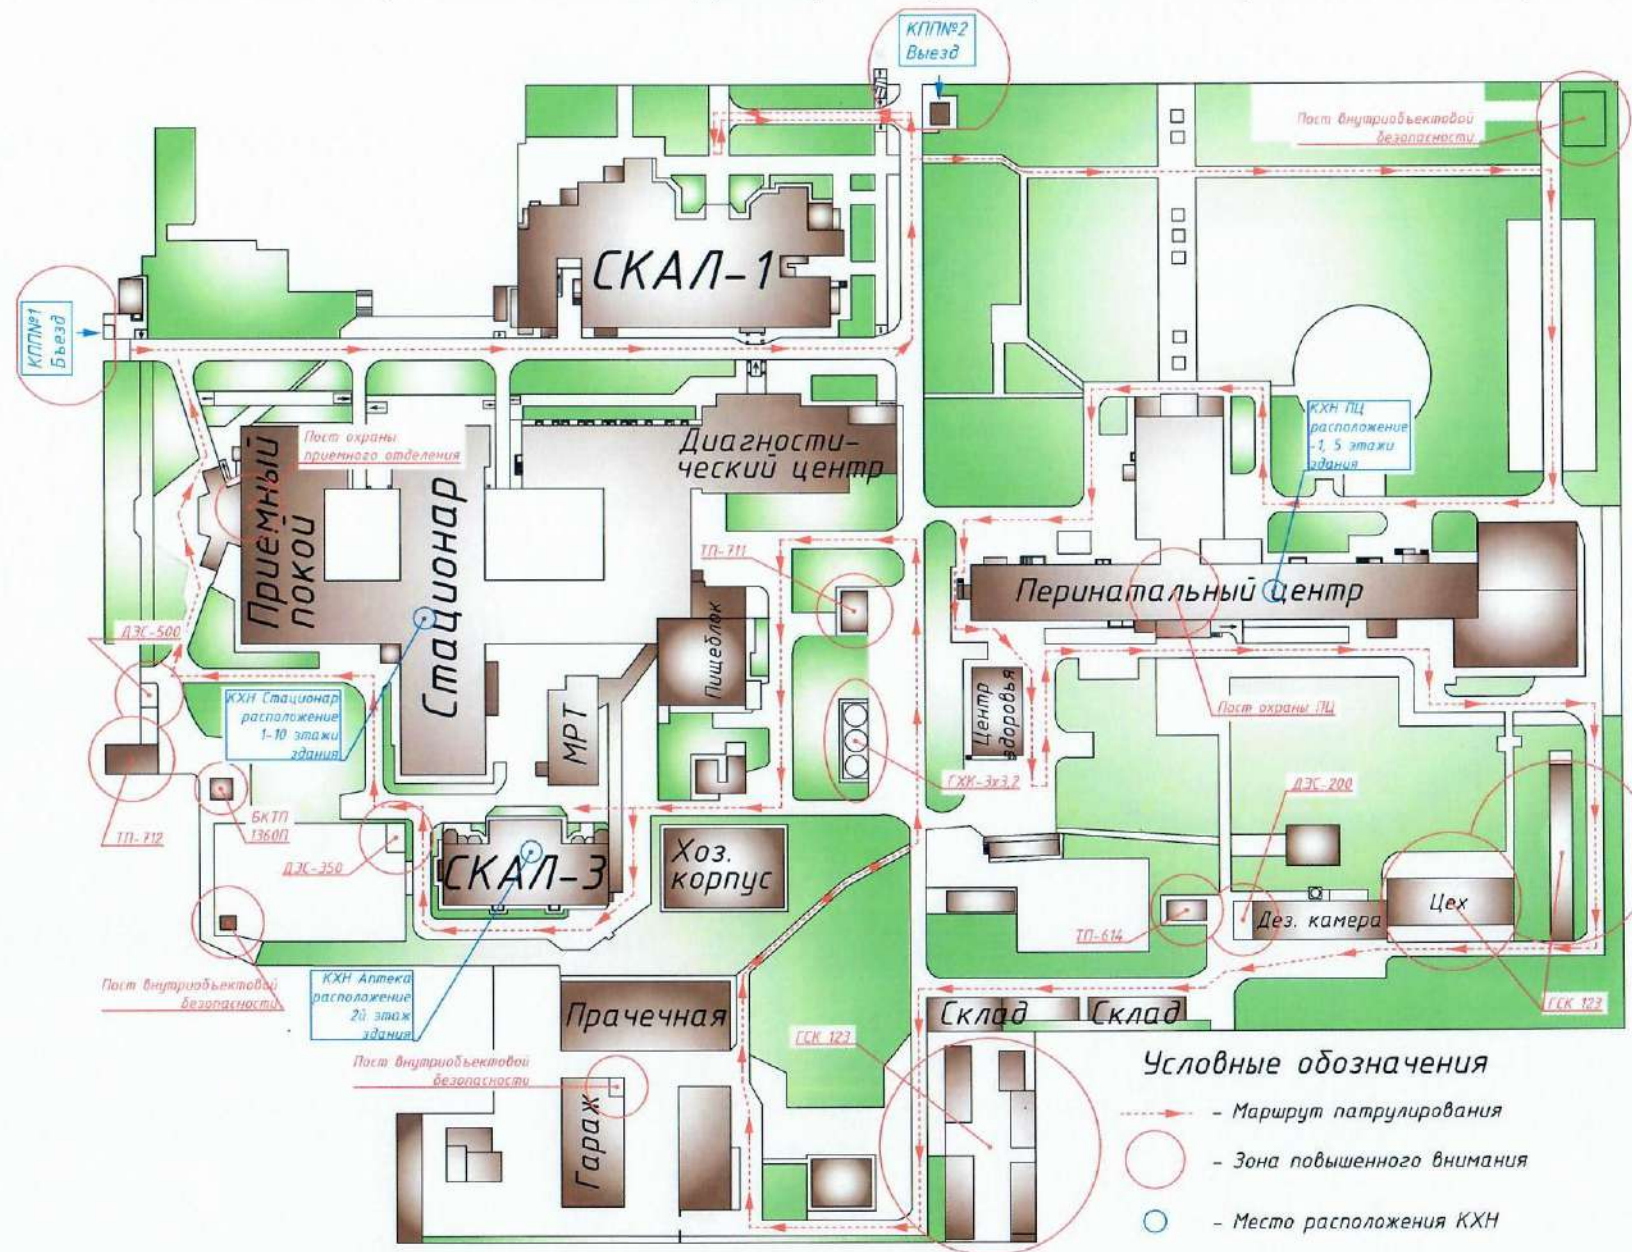 КПП№2
Выезд
Пост внутриобъектовой
безопасности
КПП№1
Бъезд
СКАЛ-1
Пост охраны
приемного отделения
Диагности-
ческий центр
КХН ПЦ
расположение
-1, 5 этажи
здания
Приемный
покой
Стационар
ТП-711
Перинатальный центр
ДЭС-500
Пищеблок
КХН Стационар
расположение
1-10 этажи
здания
МРТ
Центр
здоровья
Пост охраны ПЦ
ГХК-3х3,2
ДЭС-200
ТП-712
БКТП
1360П
ДЭС-350
СКАЛ-3
Хоз.
корпус
Цех
Дез. камера
ТП-614
Пост внутриобъектовой
безопасности
КХН Аптека
расположение
2й этаж
здания
ГСК 123
Прачечная
Склад
Склад
ГСК 123
Пост внутриобъектовой
безопасности
Гараж
Условные обозначения
- Маршрут патрулирования
- Зона повышенного внимания
- Место расположения КХН